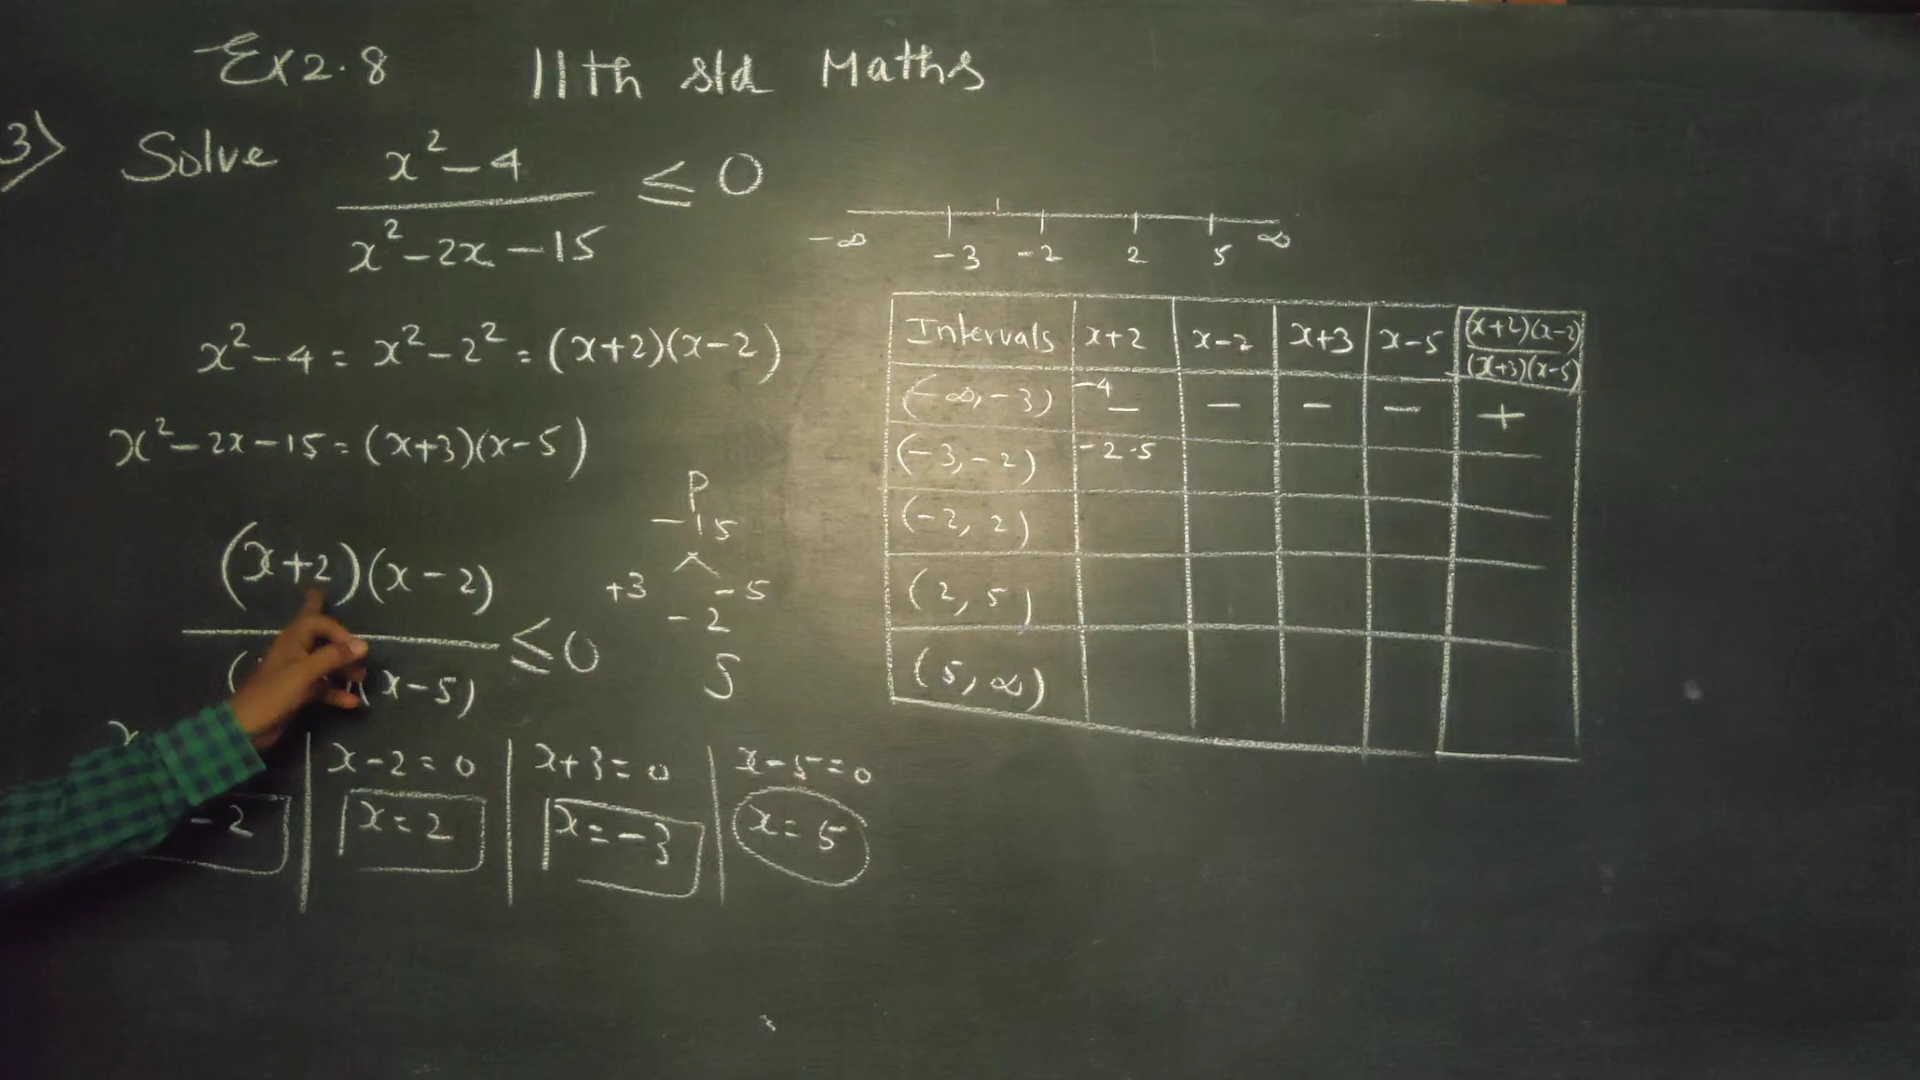 Ex 2.8 11th std Maths
3) Solve x² - 4 / x² - 2x - 15 ≤ 0
x² - 4 = x² - 2² = (x+2)(x-2)
x² - 2x - 15 = (x+3)(x-5)
(x+2)(x-2) / (x-5) ≤ 0
P
-15
+3 -5
-2
S
x-2=0 x+3=0 x-5=0
-2 x=2 x=-3 x=5
-∞ -3 -2 2 5 ∞
Intervals x+2 x-2 x+3 x-5 (x+2)(x-2) / (x+3)(x-5)
(-∞,-3) -4 - - - - +
(-3,-2) -2.5
(-2, 2)
(2, 5)
(5, ∞)